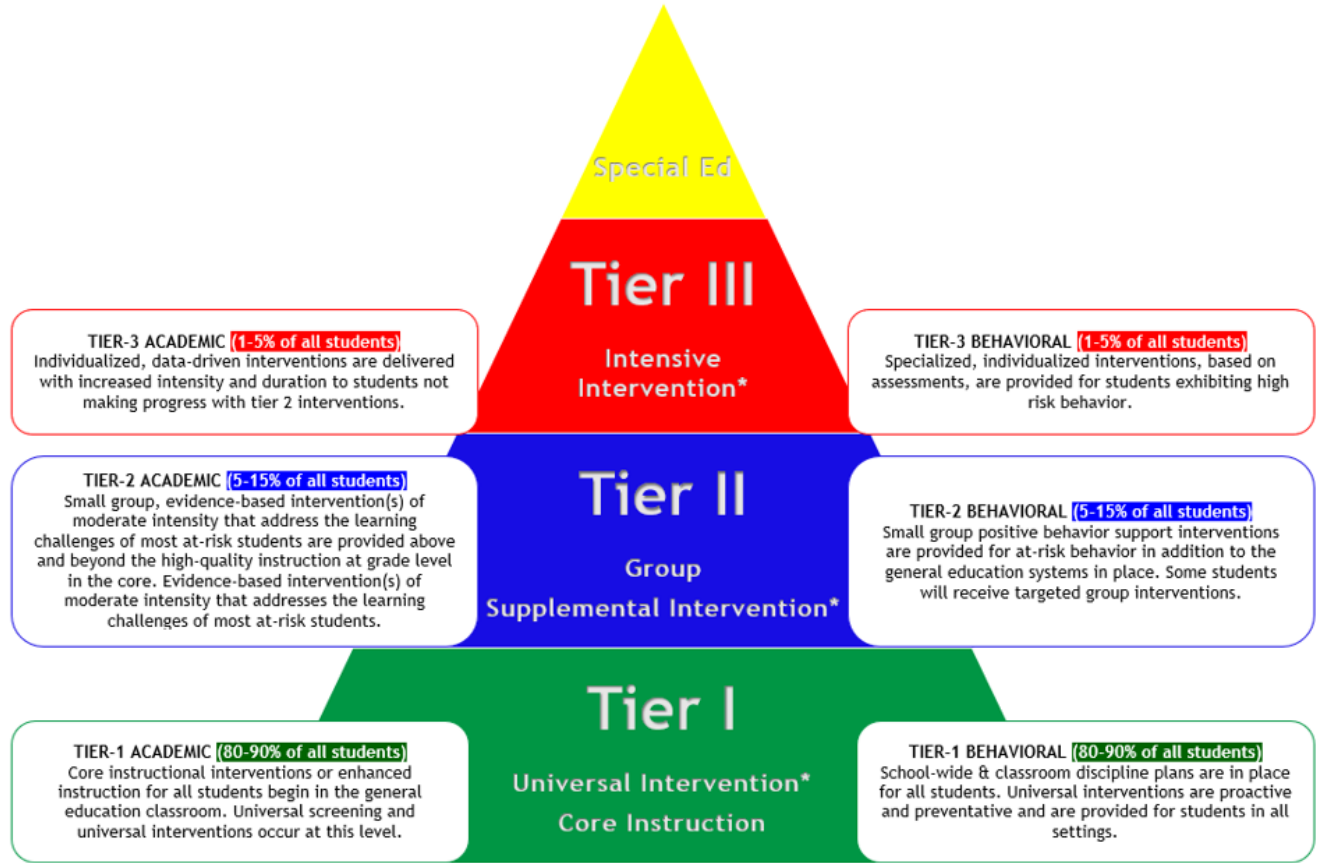 Special Ed
Tier III
Intensive
Intervention*
TIER-3 ACADEMIC (1-5% of all students)
Individualized, data-driven interventions are delivered
with increased intensity and duration to students not
making progress with tier 2 interventions.
TIER-3 BEHAVIORAL (1-5% of all students)
Specialized, individualized interventions, based on
assessments, are provided for students exhibiting high
risk behavior.
Tier II
Group
Supplemental Intervention*
TIER-2 ACADEMIC (5-15% of all students)
Small group, evidence-based intervention(s) of
moderate intensity that address the learning
challenges of most at-risk students are provided above
and beyond the high-quality instruction at grade level
in the core. Evidence-based intervention(s) of
moderate intensity that addresses the learning
challenges of most at-risk students.
TIER-2 BEHAVIORAL (5-15% of all students)
Small group positive behavior support interventions
are provided for at-risk behavior in addition to the
general education systems in place. Some students
will receive targeted group interventions.
Tier I
Universal Intervention*
Core Instruction
TIER-1 ACADEMIC (80-90% of all students)
Core instructional interventions or enhanced
instruction for all students begin in the general
education classroom. Universal screening and
universal interventions occur at this level.
TIER-1 BEHAVIORAL (80-90% of all students)
School-wide & classroom discipline plans are in place
for all students. Universal interventions are proactive
and preventative and are provided for students in all
settings.